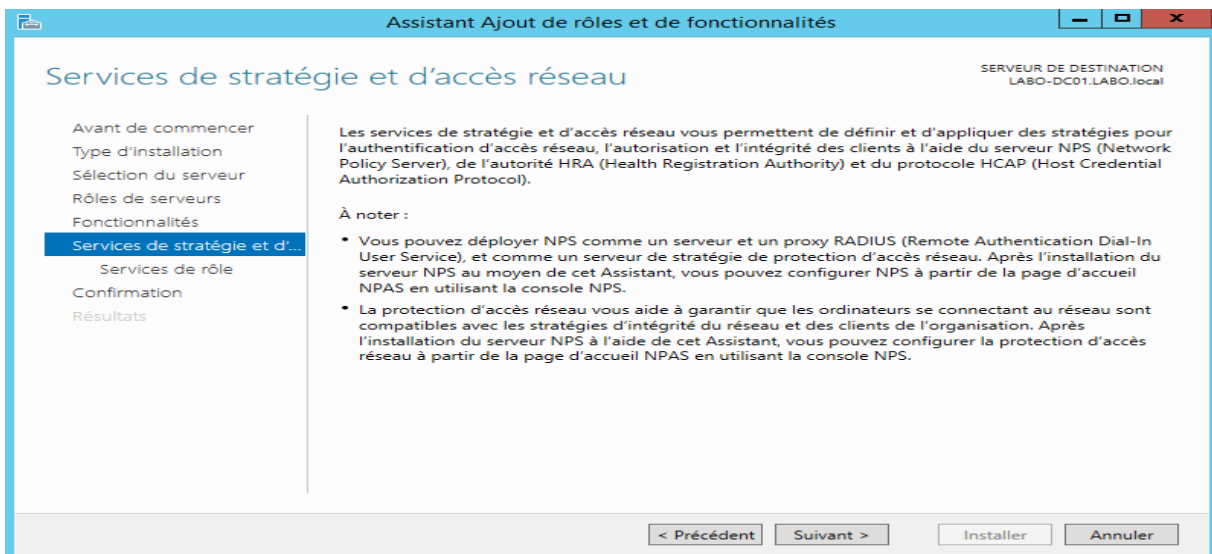 Assistant Ajout de rôles et de fonctionnalités
Services de stratégie et d'accès réseau
SERVEUR DE DESTINATION
LABO-DC01.LABO.local
Avant de commencer
Type d'installation
Sélection du serveur
Rôles de serveurs
Fonctionnalités
Services de stratégie et d'...
Services de rôle
Confirmation
Résultats
Les services de stratégie et d'accès réseau vous permettent de définir et d'appliquer des stratégies pour
l'authentification d'accès réseau, l'autorisation et l'intégrité des clients à l'aide du serveur NPS (Network
Policy Server), de l'autorité HRA (Health Registration Authority) et du protocole HCAP (Host Credential
Authorization Protocol).
À noter :
• Vous pouvez déployer NPS comme un serveur et un proxy RADIUS (Remote Authentication Dial-In
User Service), et comme un serveur de stratégie de protection d'accès réseau. Après l'installation du
serveur NPS au moyen de cet Assistant, vous pouvez configurer NPS à partir de la page d'accueil
NPAS en utilisant la console NPS.
• La protection d'accès réseau vous aide à garantir que les ordinateurs se connectant au réseau sont
compatibles avec les stratégies d'intégrité du réseau et des clients de l'organisation. Après
l'installation du serveur NPS à l'aide de cet Assistant, vous pouvez configurer la protection d'accès
réseau à partir de la page d'accueil NPAS en utilisant la console NPS.
< Précédent
Suivant >
Installer
Annuler